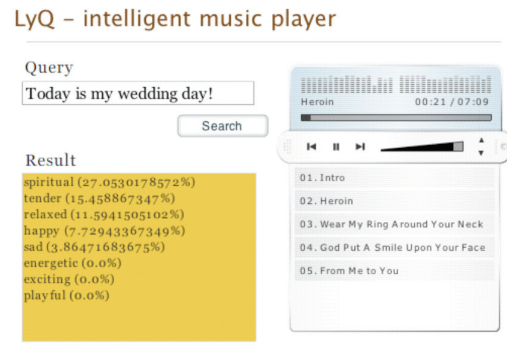 LyQ – intelligent music player
Query
Today is my wedding day!
Search
Result
spiritual (27.0530178572%)
tender (15.458867347%)
relaxed (11.5941505102%)
happy (7.72943367349%)
sad (3.86471683675%)
energetic (0.0%)
exciting (0.0%)
playful (0.0%)
Heroin 00:21 / 07:09
01. Intro
02. Heroin
03. Wear My Ring Around Your Neck
04. God Put A Smile Upon Your Face
05. From Me to You